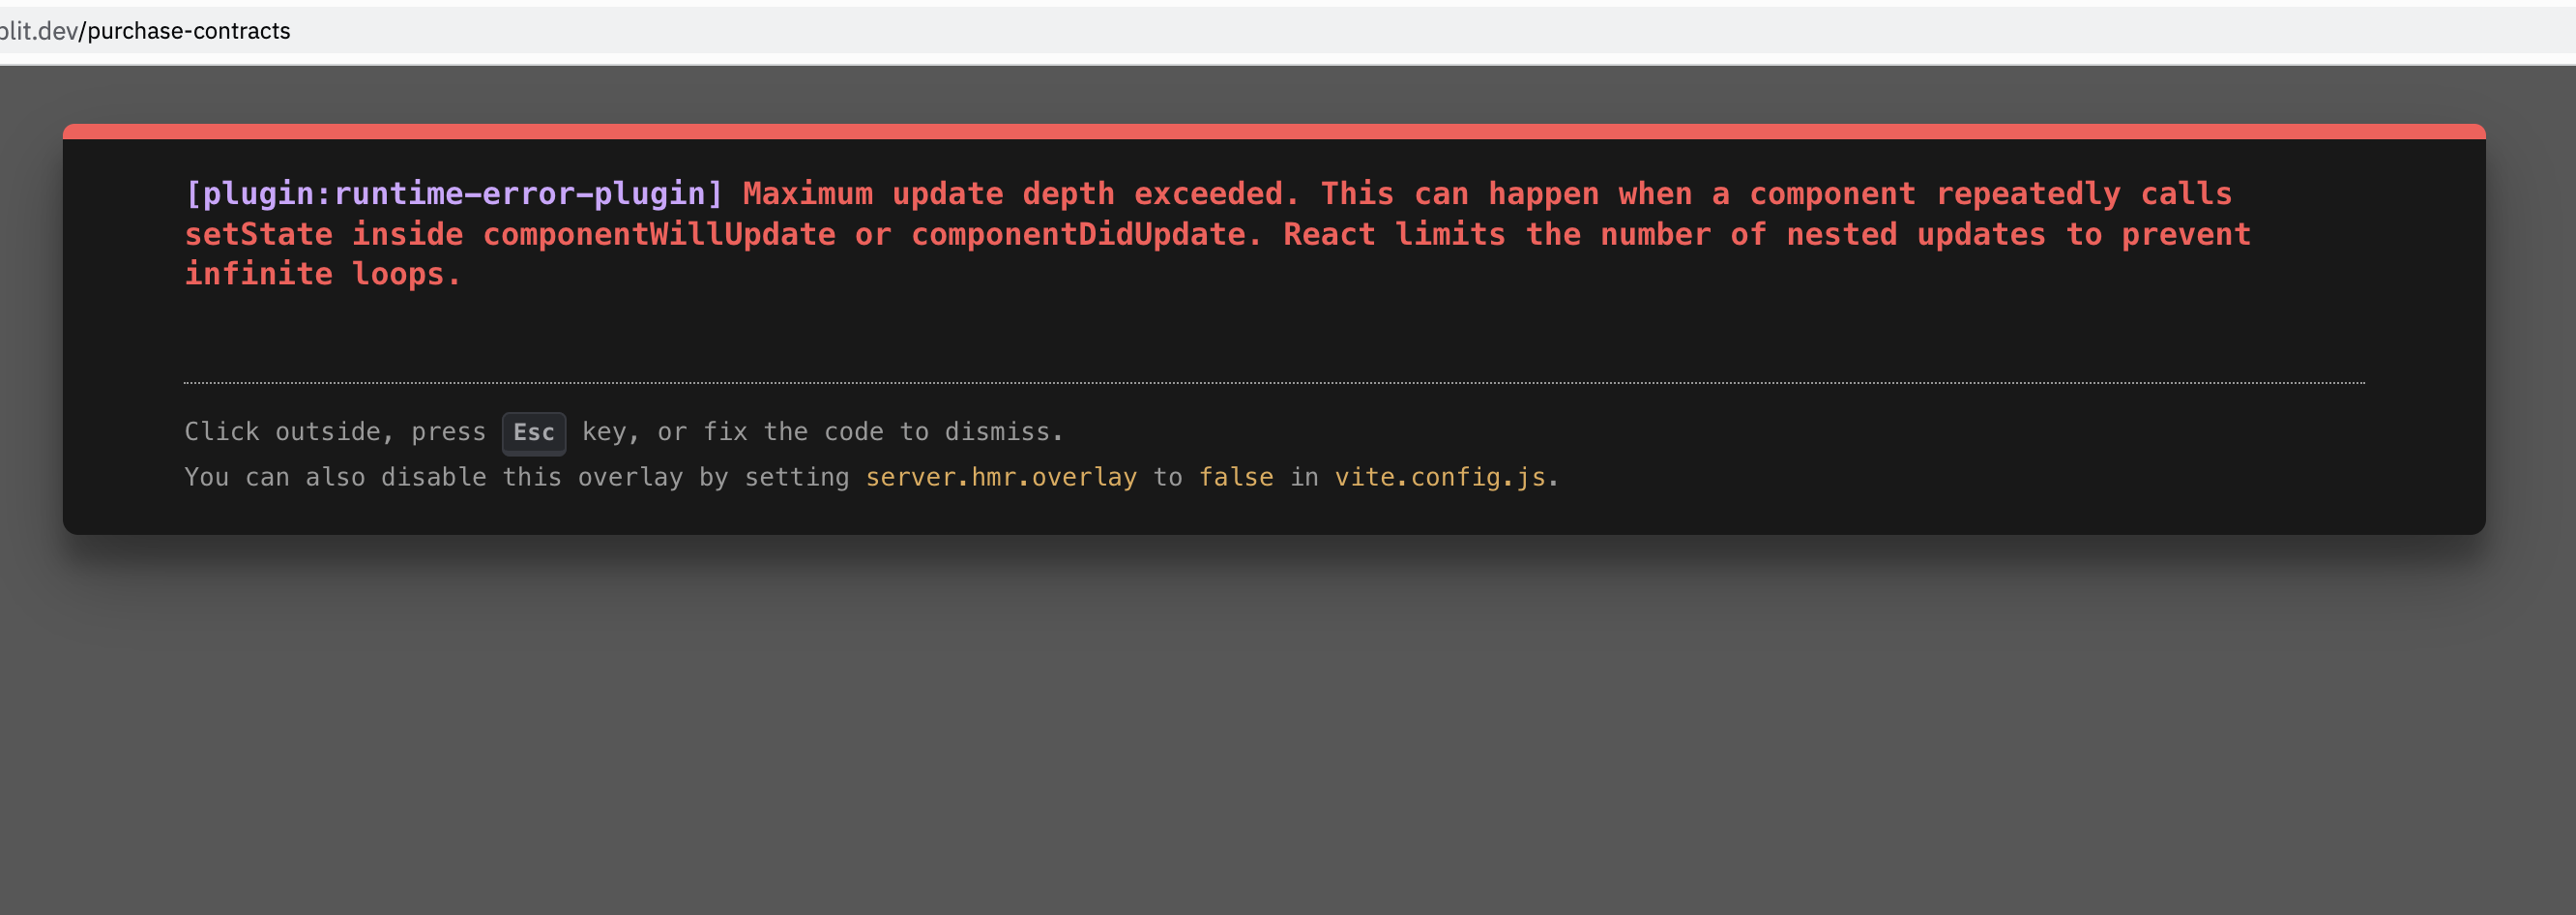 plit.dev/purchase-contracts
[plugin:runtime-error-plugin] Maximum update depth exceeded. This can happen when a component repeatedly calls
setState inside componentWillUpdate or componentDidUpdate. React limits the number of nested updates to prevent
infinite loops.
Click outside, press Esc key, or fix the code to dismiss.
You can also disable this overlay by setting server.hmr.overlay to false in vite.config.js.